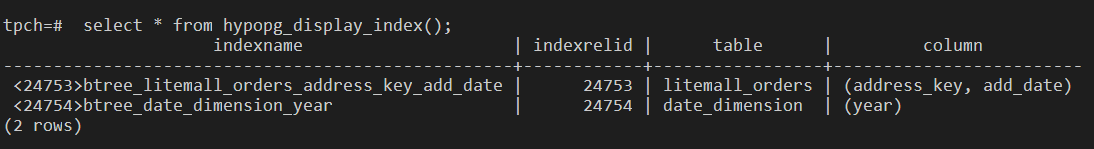 tpch=#  select * from hypopg_display_index();
indexname | indexrelid | table | column
--------------------------------------------------+------------+-----------------+-------------------------
<24753>btree_litemall_orders_address_key_add_date | 24753 | litemall_orders | (address_key, add_date)
<24754>btree_date_dimension_year | 24754 | date_dimension | (year)
(2 rows)